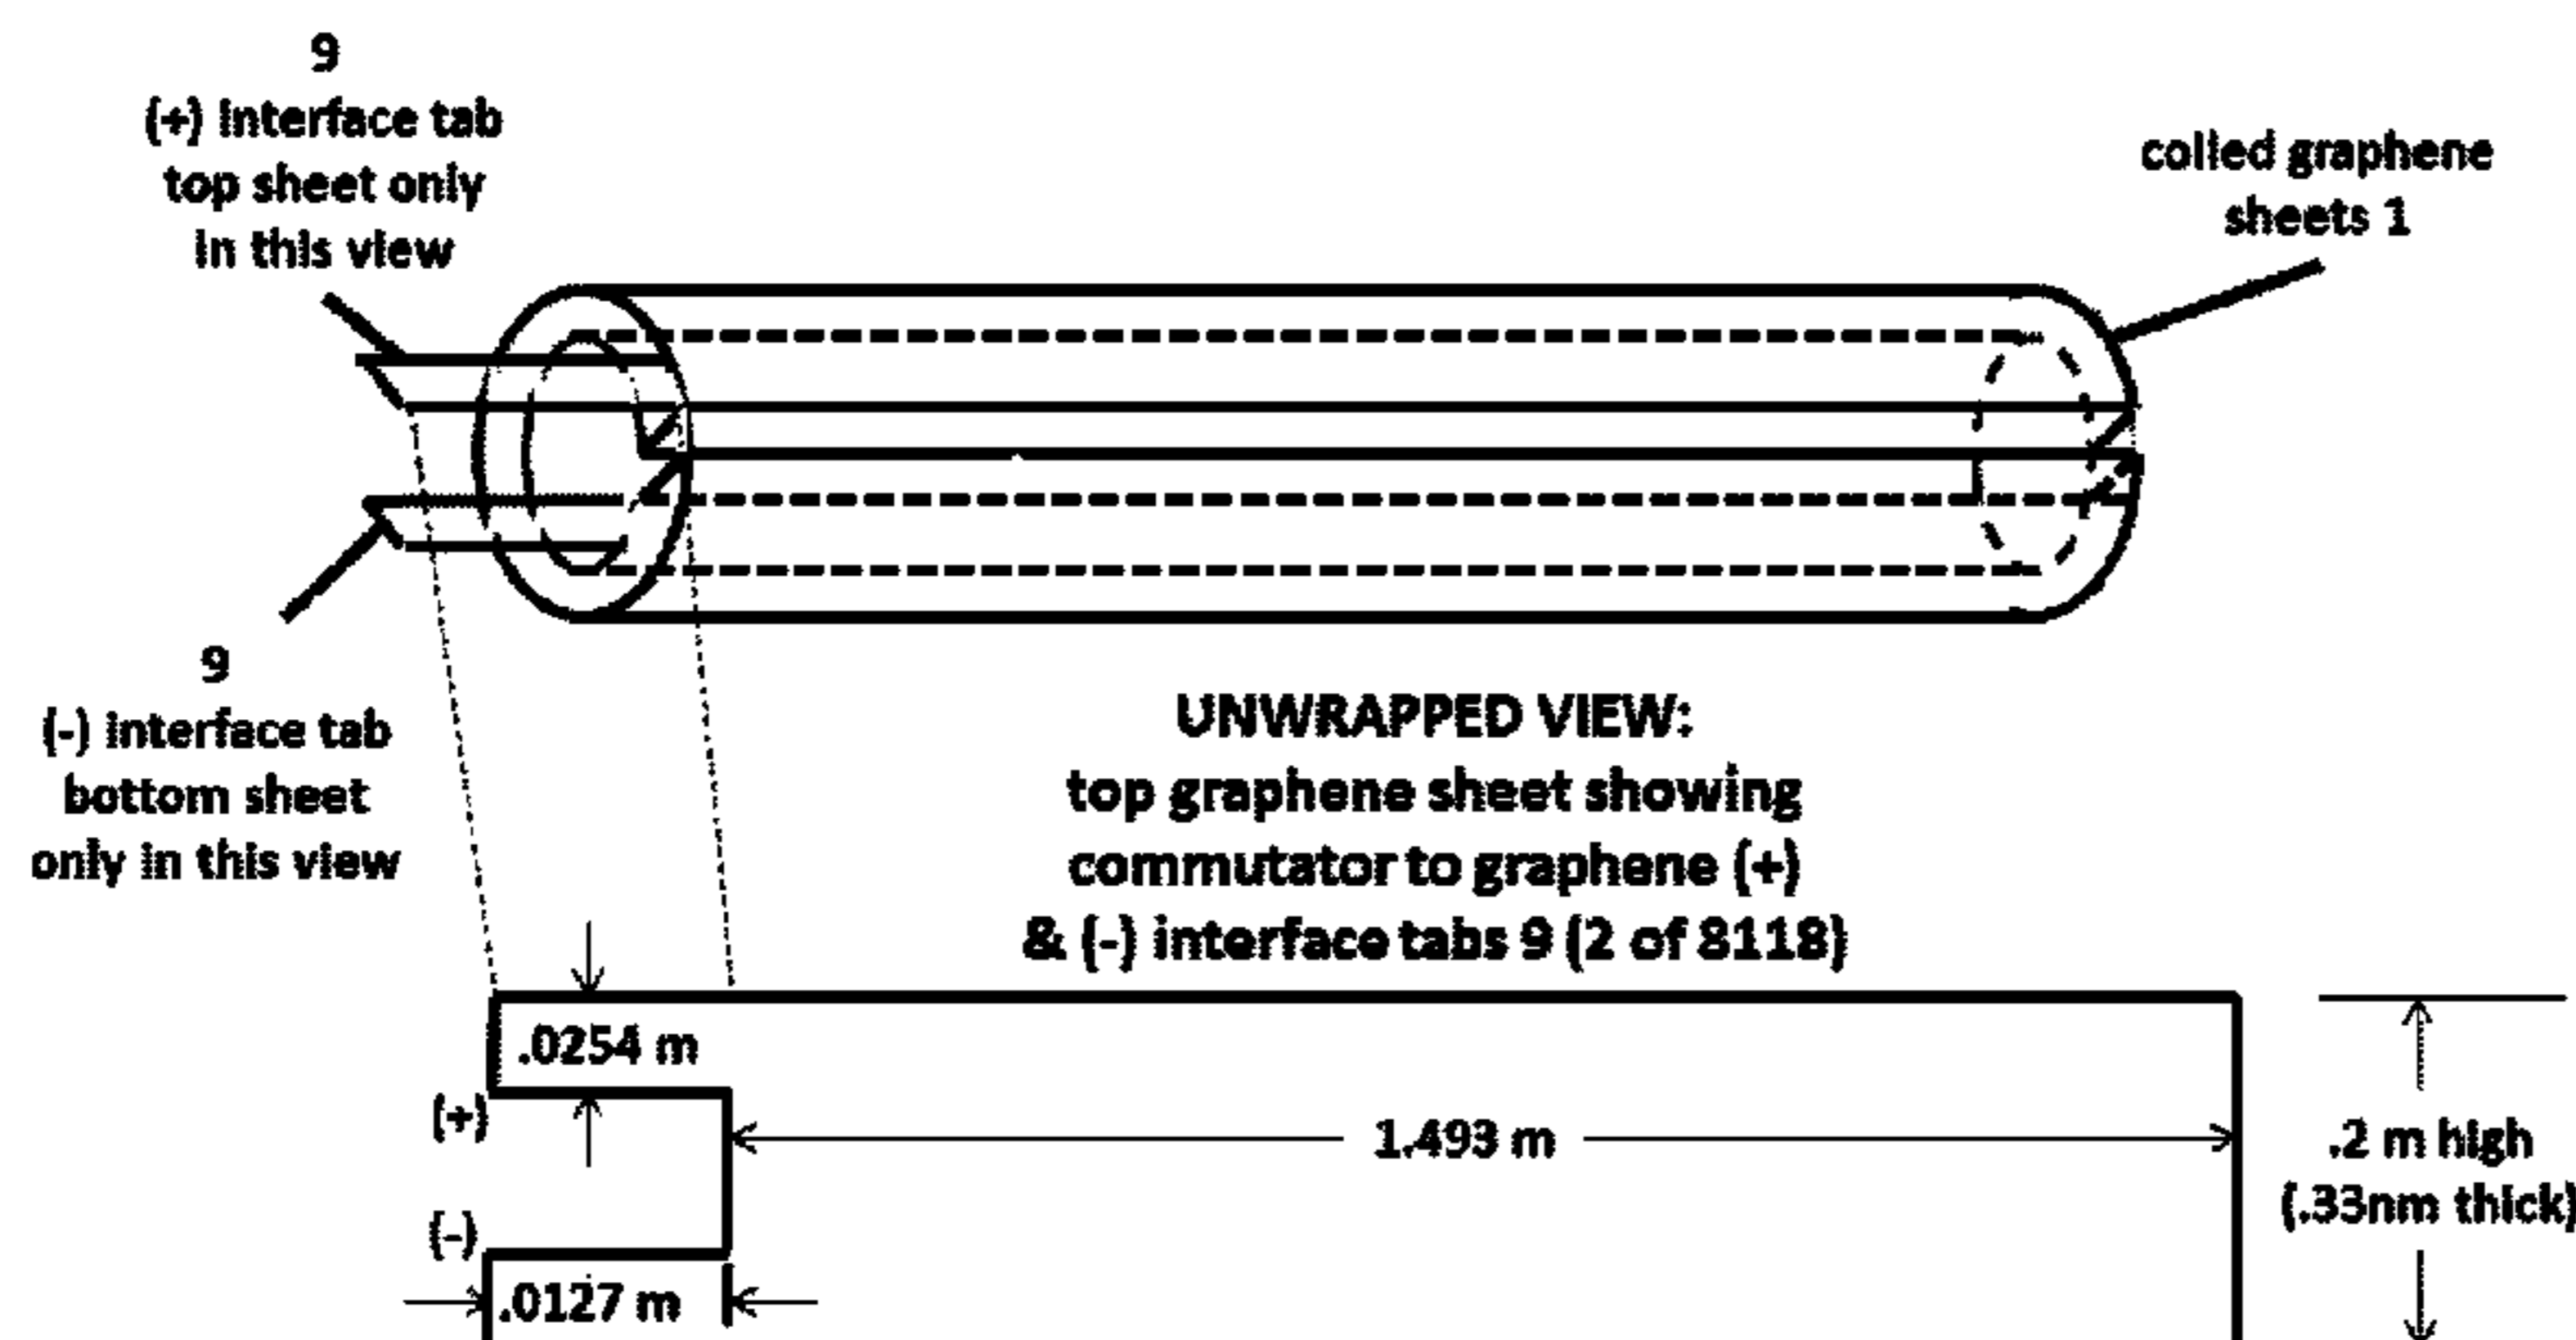 9
(+) interface tab
top sheet only
in this view
coiled graphene
sheets 1
9
(-) interface tab
bottom sheet
only in this view
UNWRAPPED VIEW:
top graphene sheet showing
commutator to graphene (+)
& (-) interface tabs 9 (2 of 8118)
.0254 m
(+)
1.493 m
.2 m high
(.33nm thick)
(-)
.0127 m